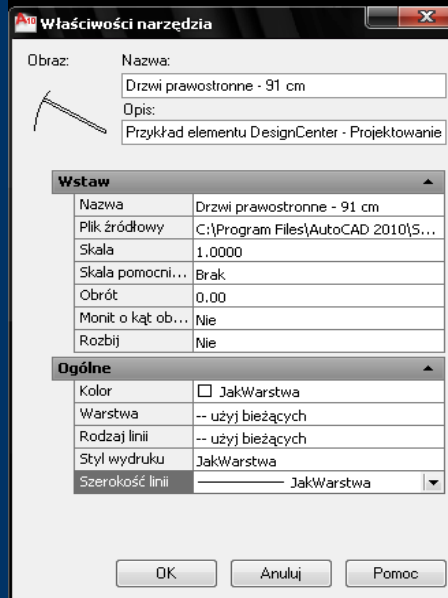 A10 Właściwości narzędzia
Obraz: Nazwa:
Drzwi prawostronne - 91 cm
Opis:
Przykład elementu DesignCenter - Projektowanie
Wstaw
Nazwa Drzwi prawostronne - 91 cm
Plik źródłowy C:\Program Files\AutoCAD 2010\S...
Skala 1.0000
Skala pomocni... Brak
Obrót 0.00
Monit o kąt ob... Nie
Rozbij Nie
Ogólne
Kolor JakWarstwa
Warstwa -- użyj bieżących
Rodzaj linii -- użyj bieżących
Styl wydruku JakWarstwa
Szerokość linii JakWarstwa
OK Anuluj Pomoc